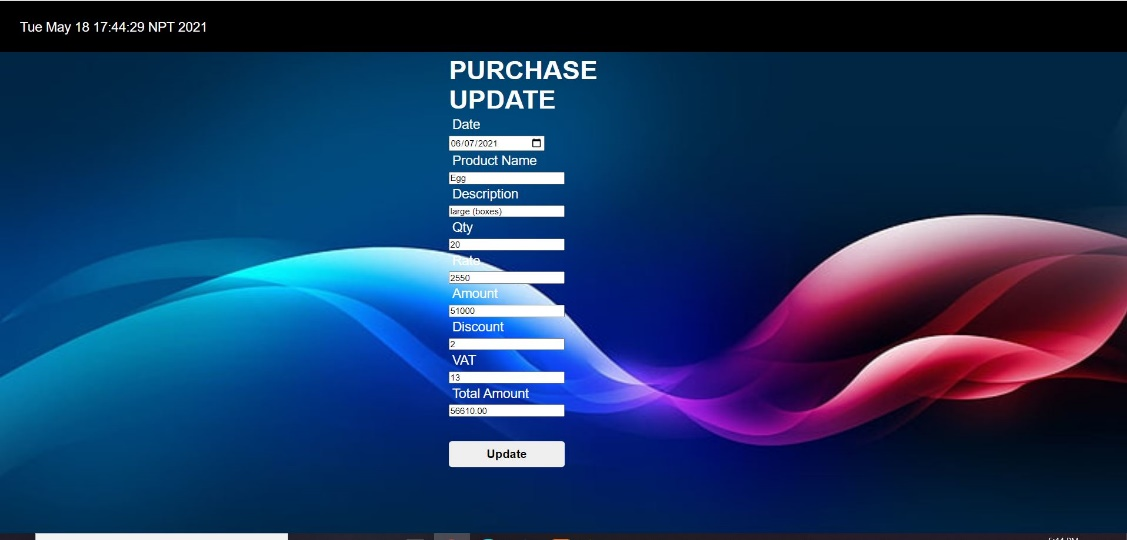 Tue May 18 17:44:29 NPT 2021
PURCHASE
UPDATE
Date
06/07/2021
Product Name
Egg
Description
large (boxes)
Qty
20
Rate
2550
Amount
51000
Discount
2
VAT
13
Total Amount
56610.00
Update